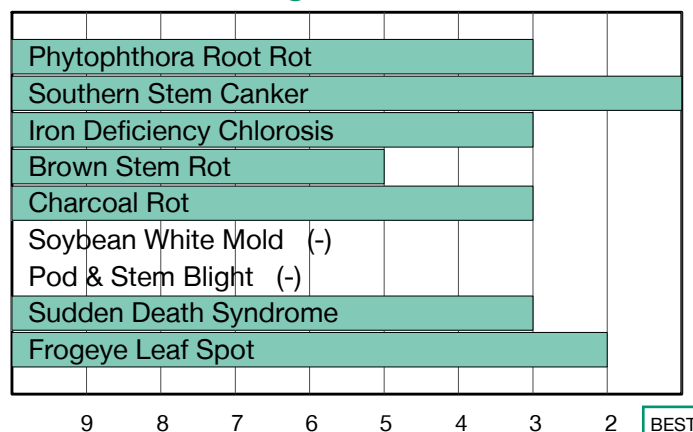 Phytophthora Root Rot
Southern Stem Canker
Iron Deficiency Chlorosis
Brown Stem Rot
Charcoal Rot
Soybean White Mold (-)
Pod & Stem Blight (-)
Sudden Death Syndrome
Frogeye Leaf Spot
9 8 7 6 5 4 3 2 BEST